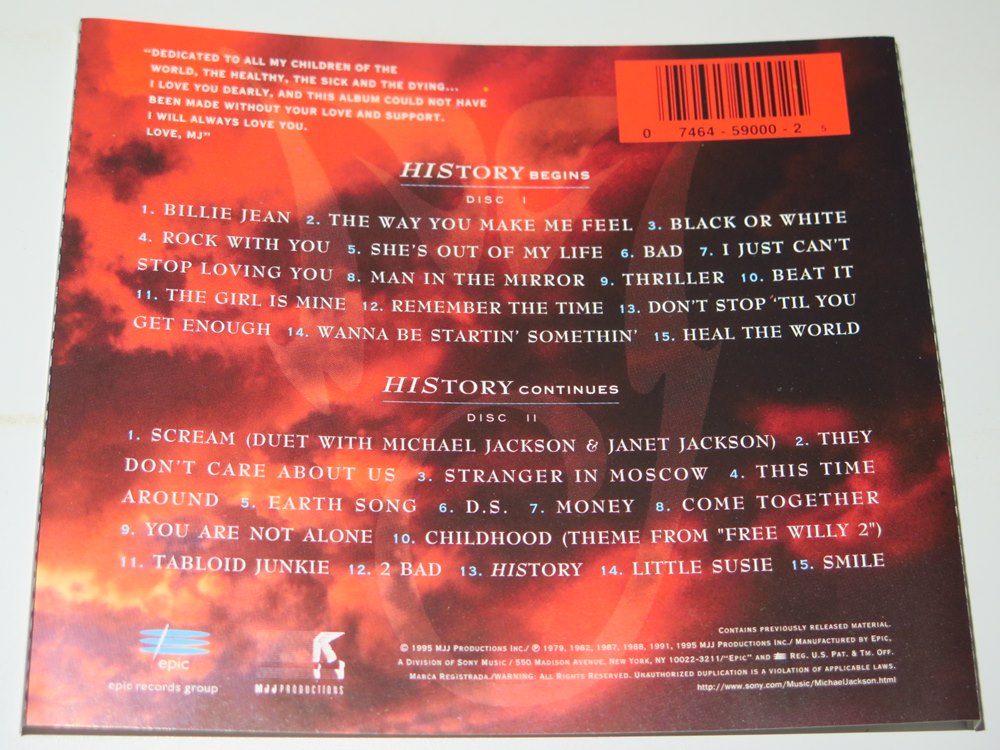 "DEDICATED TO ALL MY CHILDREN OF THE
WORLD, THE HEALTHY, THE SICK AND THE DYING...
I LOVE YOU DEARLY, AND THIS ALBUM COULD NOT HAVE
BEEN MADE WITHOUT YOUR LOVE AND SUPPORT.
I WILL ALWAYS LOVE YOU.
LOVE, MJ"
0 7464-59000-2 5
HISTORY BEGINS
DISC I
1. BILLIE JEAN 2. THE WAY YOU MAKE ME FEEL 3. BLACK OR WHITE
4. ROCK WITH YOU 5. SHE'S OUT OF MY LIFE 6. BAD 7. I JUST CAN'T
STOP LOVING YOU 8. MAN IN THE MIRROR 9. THRILLER 10. BEAT IT
11. THE GIRL IS MINE 12. REMEMBER THE TIME 13. DON'T STOP 'TIL YOU
GET ENOUGH 14. WANNA BE STARTIN' SOMETHIN' 15. HEAL THE WORLD
HISTORY CONTINUES
DISC II
1. SCREAM (DUET WITH MICHAEL JACKSON & JANET JACKSON) 2. THEY
DON'T CARE ABOUT US 3. STRANGER IN MOSCOW 4. THIS TIME
AROUND 5. EARTH SONG 6. D.S. 7. MONEY 8. COME TOGETHER
9. YOU ARE NOT ALONE 10. CHILDHOOD (THEME FROM "FREE WILLY 2")
11. TABLOID JUNKIE 12. 2 BAD 13. HISTORY 14. LITTLE SUSIE 15. SMILE
epic
epic records group
MJJ PRODUCTIONS
CONTAINS PREVIOUSLY RELEASED MATERIAL.
© 1995 MJJ PRODUCTIONS INC./ ℗ 1979, 1982, 1987, 1988, 1991, 1995 MJJ PRODUCTIONS INC./ MANUFACTURED BY EPIC,
A DIVISION OF SONY MUSIC / 550 MADISON AVENUE, NEW YORK, NY 10022-3211/"EPIC" AND REG. U.S. PAT. & TM. OFF.
MARCA REGISTRADA./WARNING: ALL RIGHTS RESERVED. UNAUTHORIZED DUPLICATION IS A VIOLATION OF APPLICABLE LAWS.
http://www.sony.com/Music/MichaelJackson.html